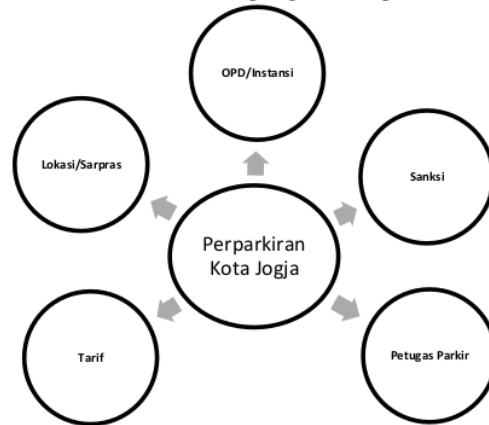 OPD/Instansi
Lokasi/Sarpras
Sanksi
Perparkiran
Kota Jogja
Tarif
Petugas Parkir